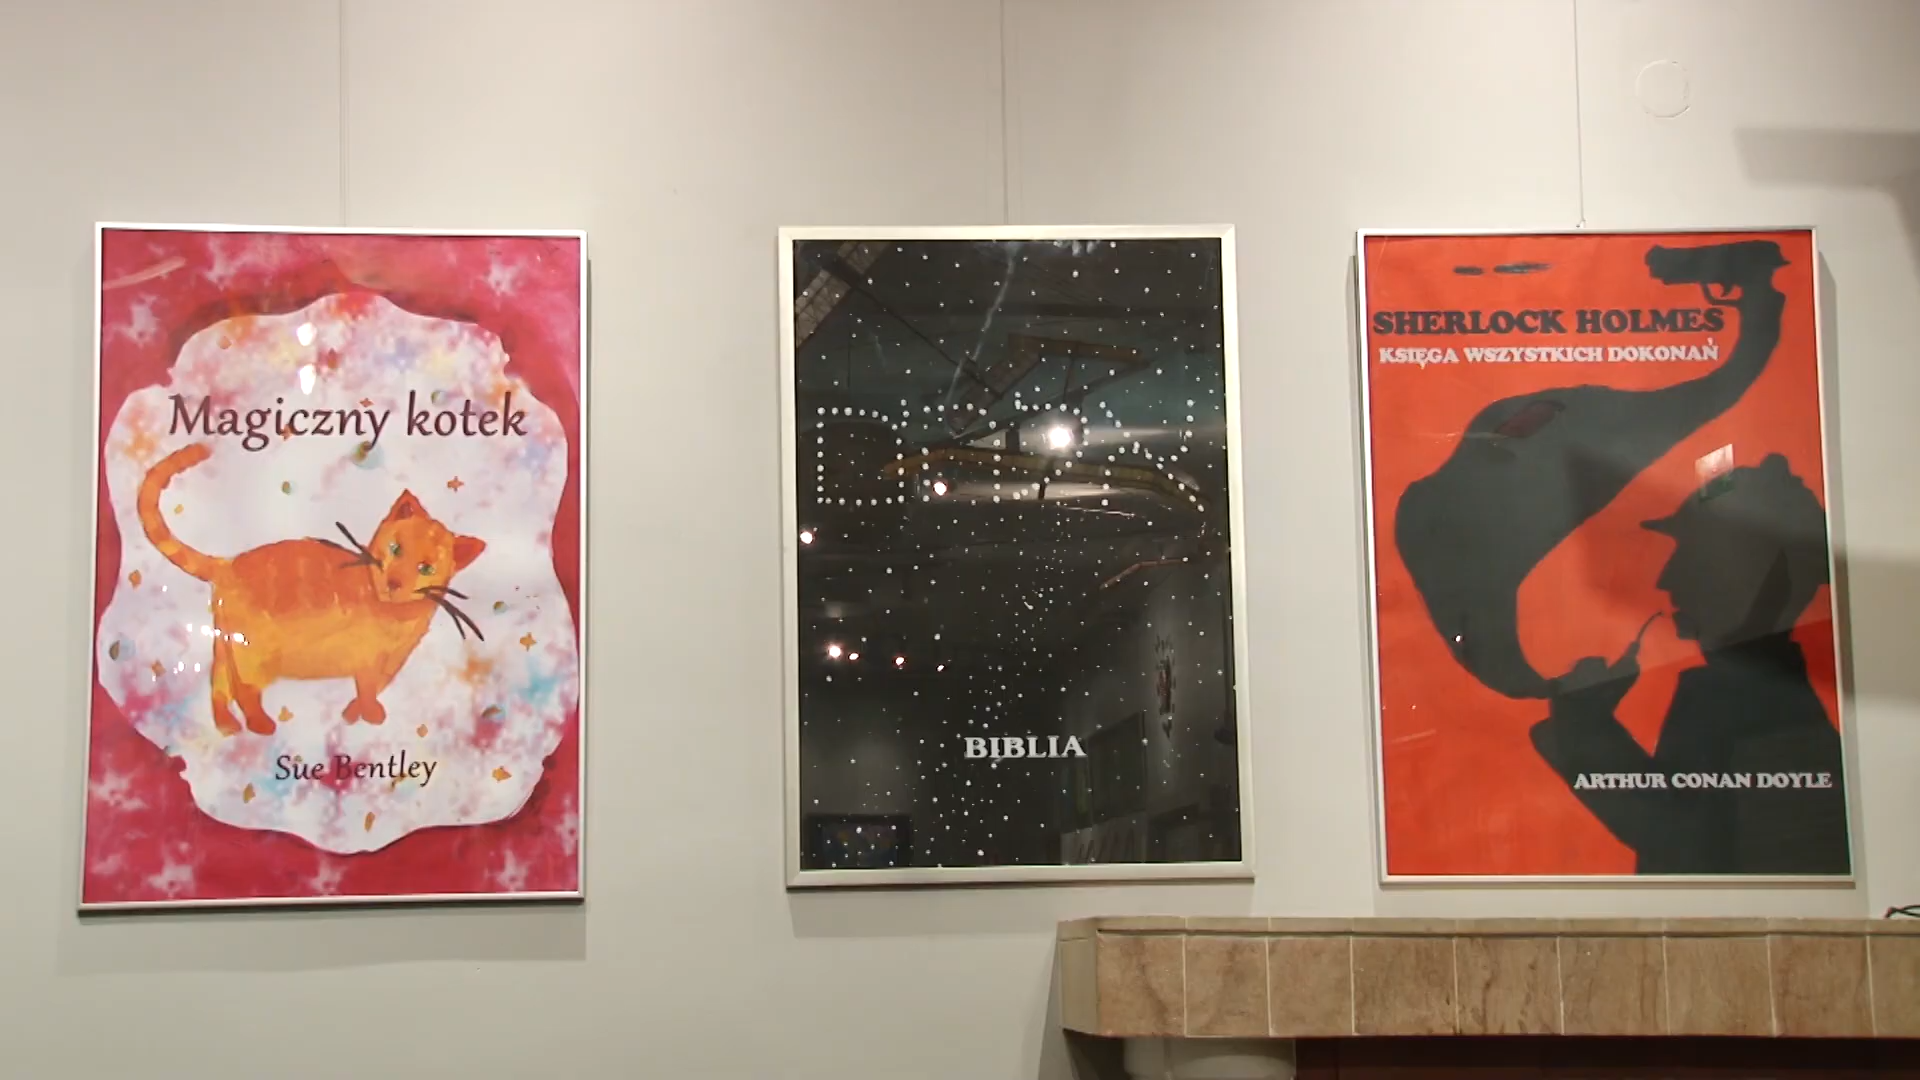 Magiczny kotek
Sue Bentley
BIBLIA
SHERLOCK HOLMES
KSIĘGA WSZYSTKICH DOKONAŃ
ARTHUR CONAN DOYLE